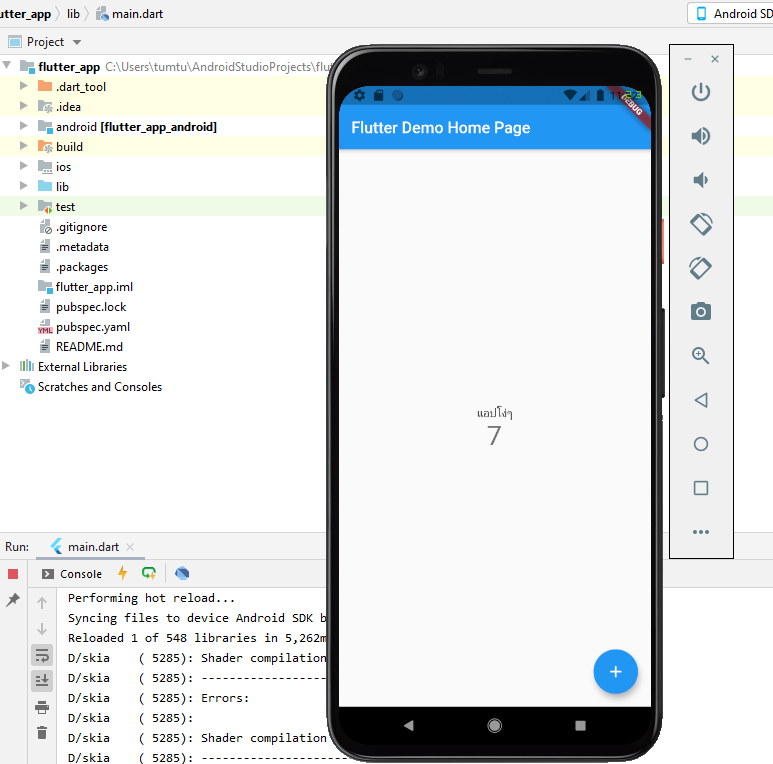 utter_app lib main.dart
Android SD
Project
flutter_app C:\Users\tumtu\AndroidStudioProjects\flu
.dart_tool
.idea
android [flutter_app_android]
build
ios
lib
test
.gitignore
.metadata
.packages
flutter_app.iml
pubspec.lock
YML pubspec.yaml
README.md
External Libraries
Scratches and Consoles
DEBUG
Flutter Demo Home Page
แอปโง่ๆ
7
Run: main.dart
Console
Performing hot reload...
Syncing files to device Android SDK b
Reloaded 1 of 548 libraries in 5,262m
D/skia ( 5285): Shader compilation
D/skia ( 5285): --------------------
D/skia ( 5285): Errors:
D/skia ( 5285):
D/skia ( 5285): Shader compilation
D/skia ( 5285): --------------------